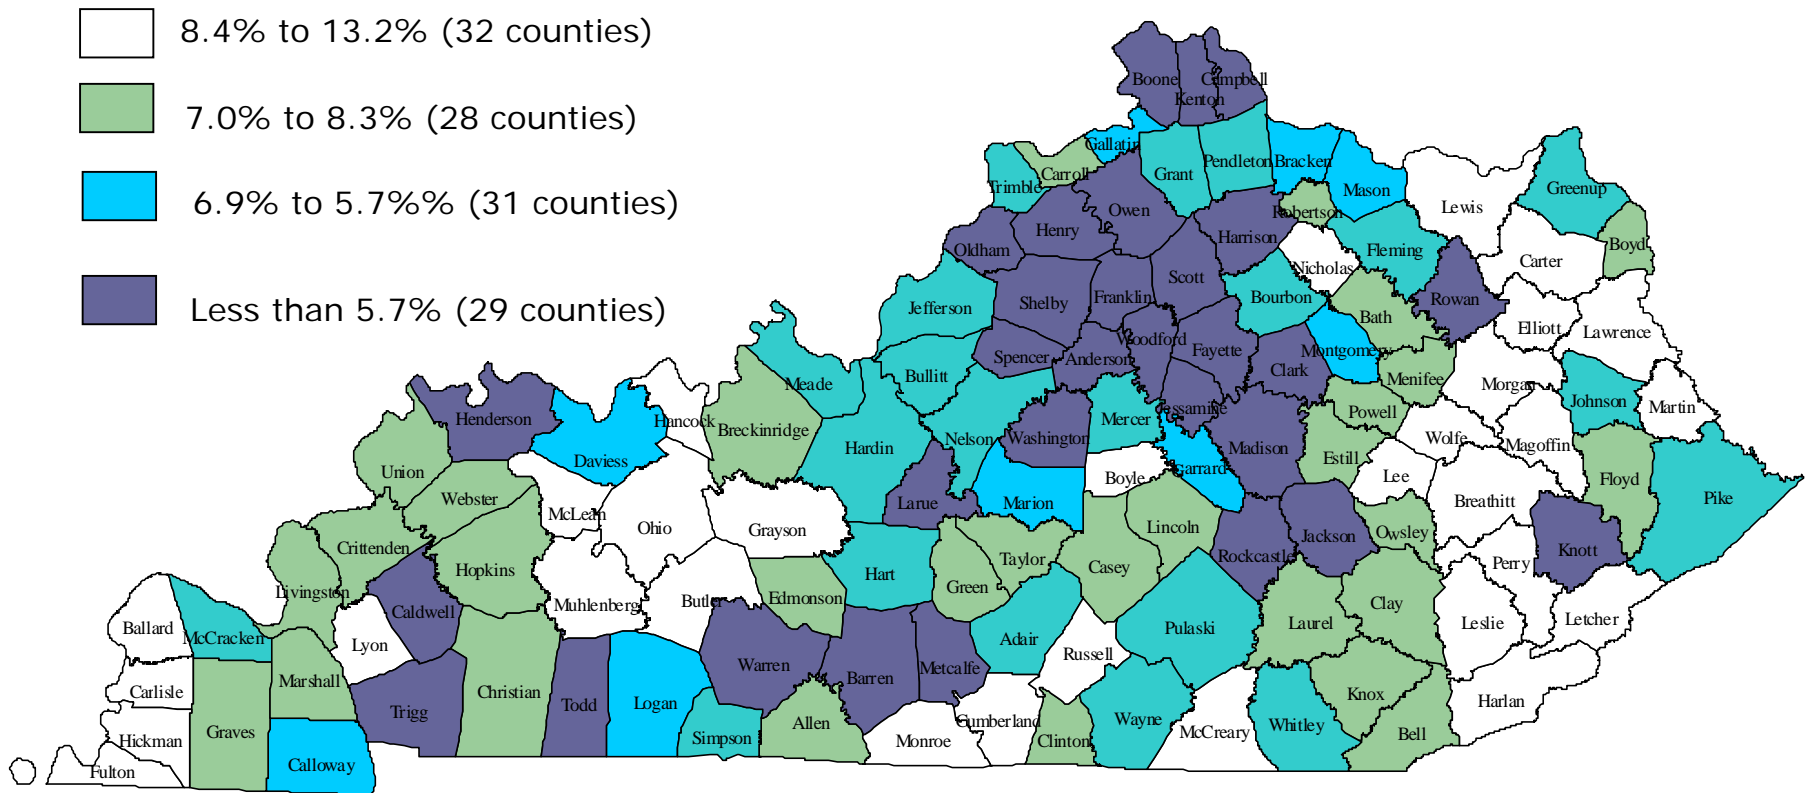 8.4% to 13.2% (32 counties)
7.0% to 8.3% (28 counties)
6.9% to 5.7%% (31 counties)
Less than 5.7% (29 counties)
Boone
Campbell
Kenton
Gallatin
Carroll
Trimble
Grant
Pendleton
Bracken
Mason
Lewis
Greenup
Robertson
Owen
Henry
Oldham
Harrison
Fleming
Boyd
Carter
Nicholas
Scott
Franklin
Shelby
Jefferson
Bourbon
Bath
Rowan
Elliott
Lawrence
Woodford
Fayette
Montgomery
Spencer
Anderson
Clark
Menifee
Morgan
Johnson
Martin
Bullitt
Meade
Jessamine
Powell
Mercer
Henderson
Hancock
Breckinridge
Washington
Nelson
Hardin
Madison
Wolfe
Magoffin
Estill
Daviess
Union
Garrard
Boyle
Lee
Floyd
Pike
Breathitt
Webster
Larue
Marion
McLean
Ohio
Grayson
Lincoln
Owsley
Jackson
Rockcastle
Knott
Crittenden
Hopkins
Taylor
Casey
Perry
Hart
Green
Livingston
Caldwell
Muhlenberg
Butler
Edmonson
Clay
Laurel
Leslie
Letcher
Ballard
McCracken
Lyon
Adair
Pulaski
Russell
Warren
Barren
Metcalfe
Carlisle
Marshall
Christian
Knox
Harlan
Trigg
Todd
Logan
Allen
Cumberland
Wayne
Whitley
McCreary
Graves
Hickman
Simpson
Monroe
Clinton
Bell
Calloway
Fulton